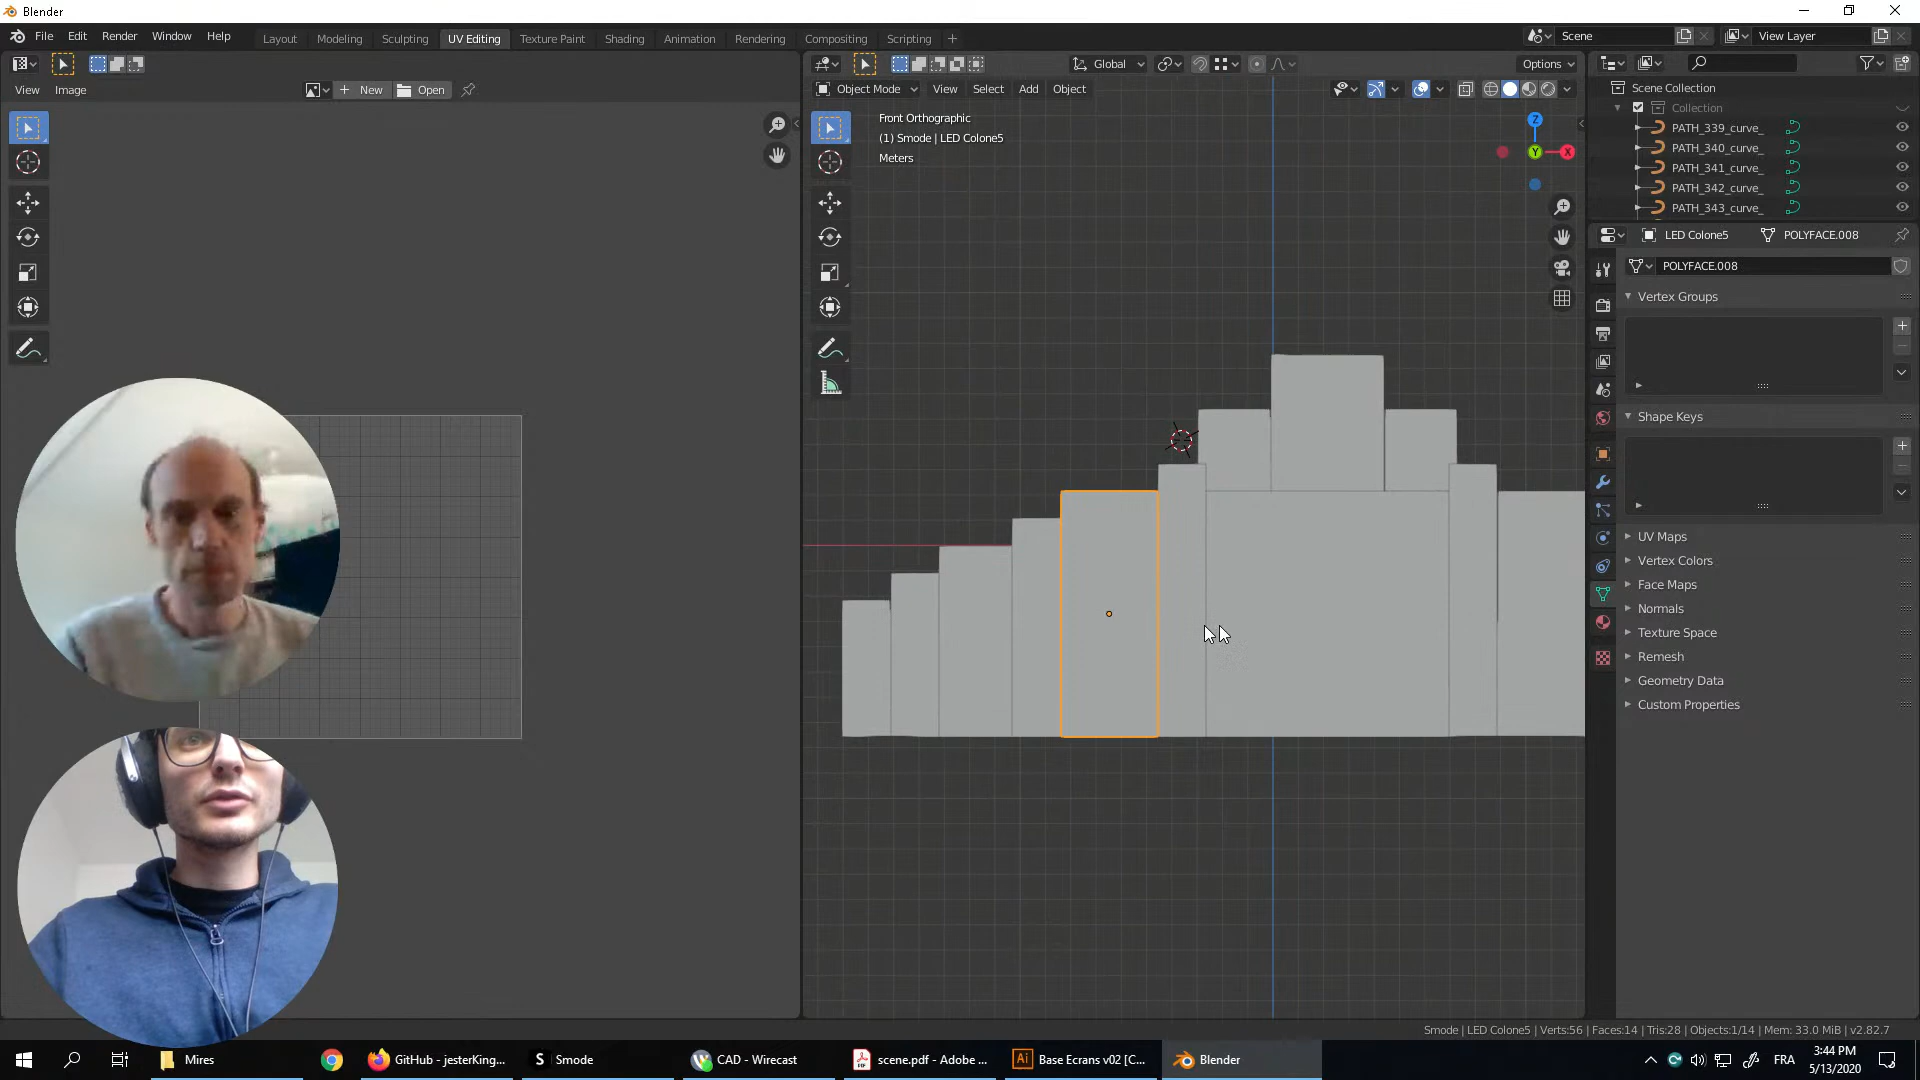 Blender
File Edit Render Window Help
Layout Modeling Sculpting UV Editing Texture Paint Shading Animation Rendering Compositing Scripting
Scene
View Layer
Global
Options
View Image
New Open
Object Mode View Select Add Object
Front Orthographic
(1) Smode | LED Colone5
Meters
Z
Y
X
Scene Collection
Collection
PATH_339_curve_
PATH_340_curve_
PATH_341_curve_
PATH_342_curve_
PATH_343_curve_
LED Colone5 POLYFACE.008
POLYFACE.008
Vertex Groups
Shape Keys
UV Maps
Vertex Colors
Face Maps
Normals
Texture Space
Remesh
Geometry Data
Custom Properties
Smode | LED Colone5 | Verts:56 | Faces:14 | Tris:28 | Objects:1/14 | Mem: 33.0 MiB | v2.82.7
Mires
GitHub - jesterKing...
S Smode
CAD - Wirecast
scene.pdf - Adobe ...
Ai Base Ecrans v02 [C...
Blender
FRA
3:44 PM
5/13/2020